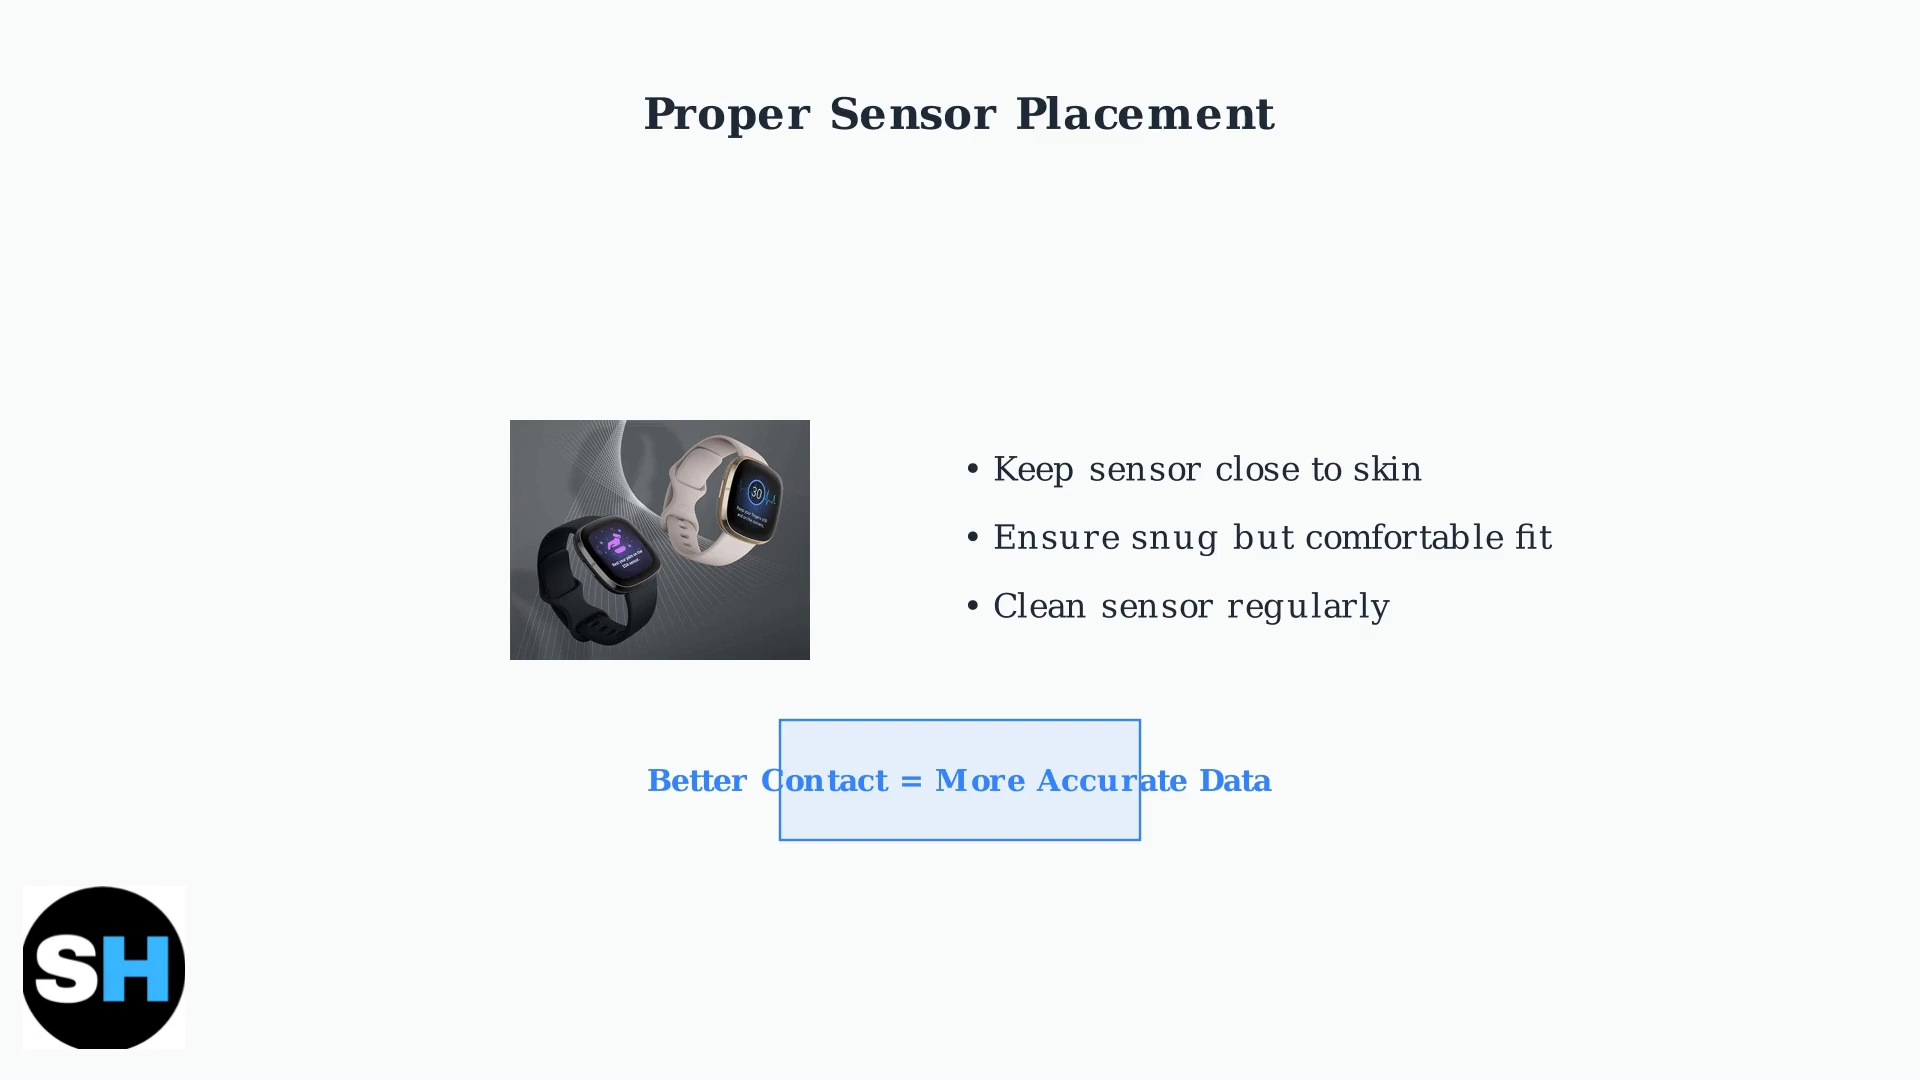 Proper Sensor Placement
30
• Keep sensor close to skin
• Ensure snug but comfortable fit
• Clean sensor regularly
Better Contact = More Accurate Data
SH